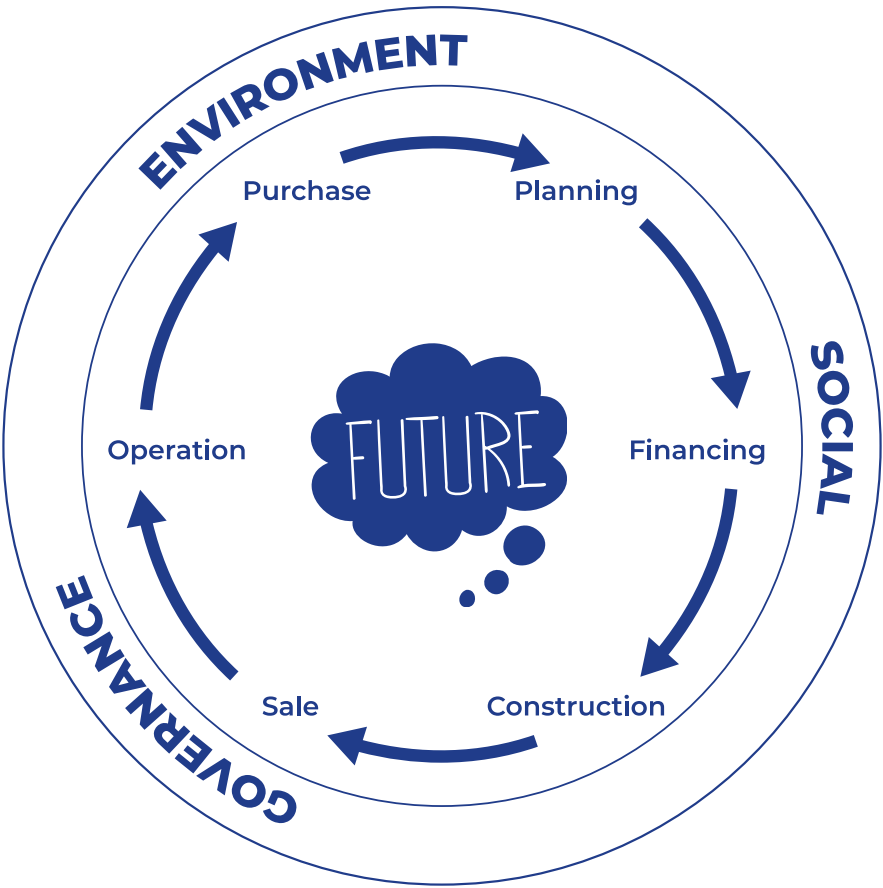 ENVIRONMENT
Purchase
Planning
SOCIAL
FUTURE
Operation
Financing
GOVERNANCE
Sale
Construction